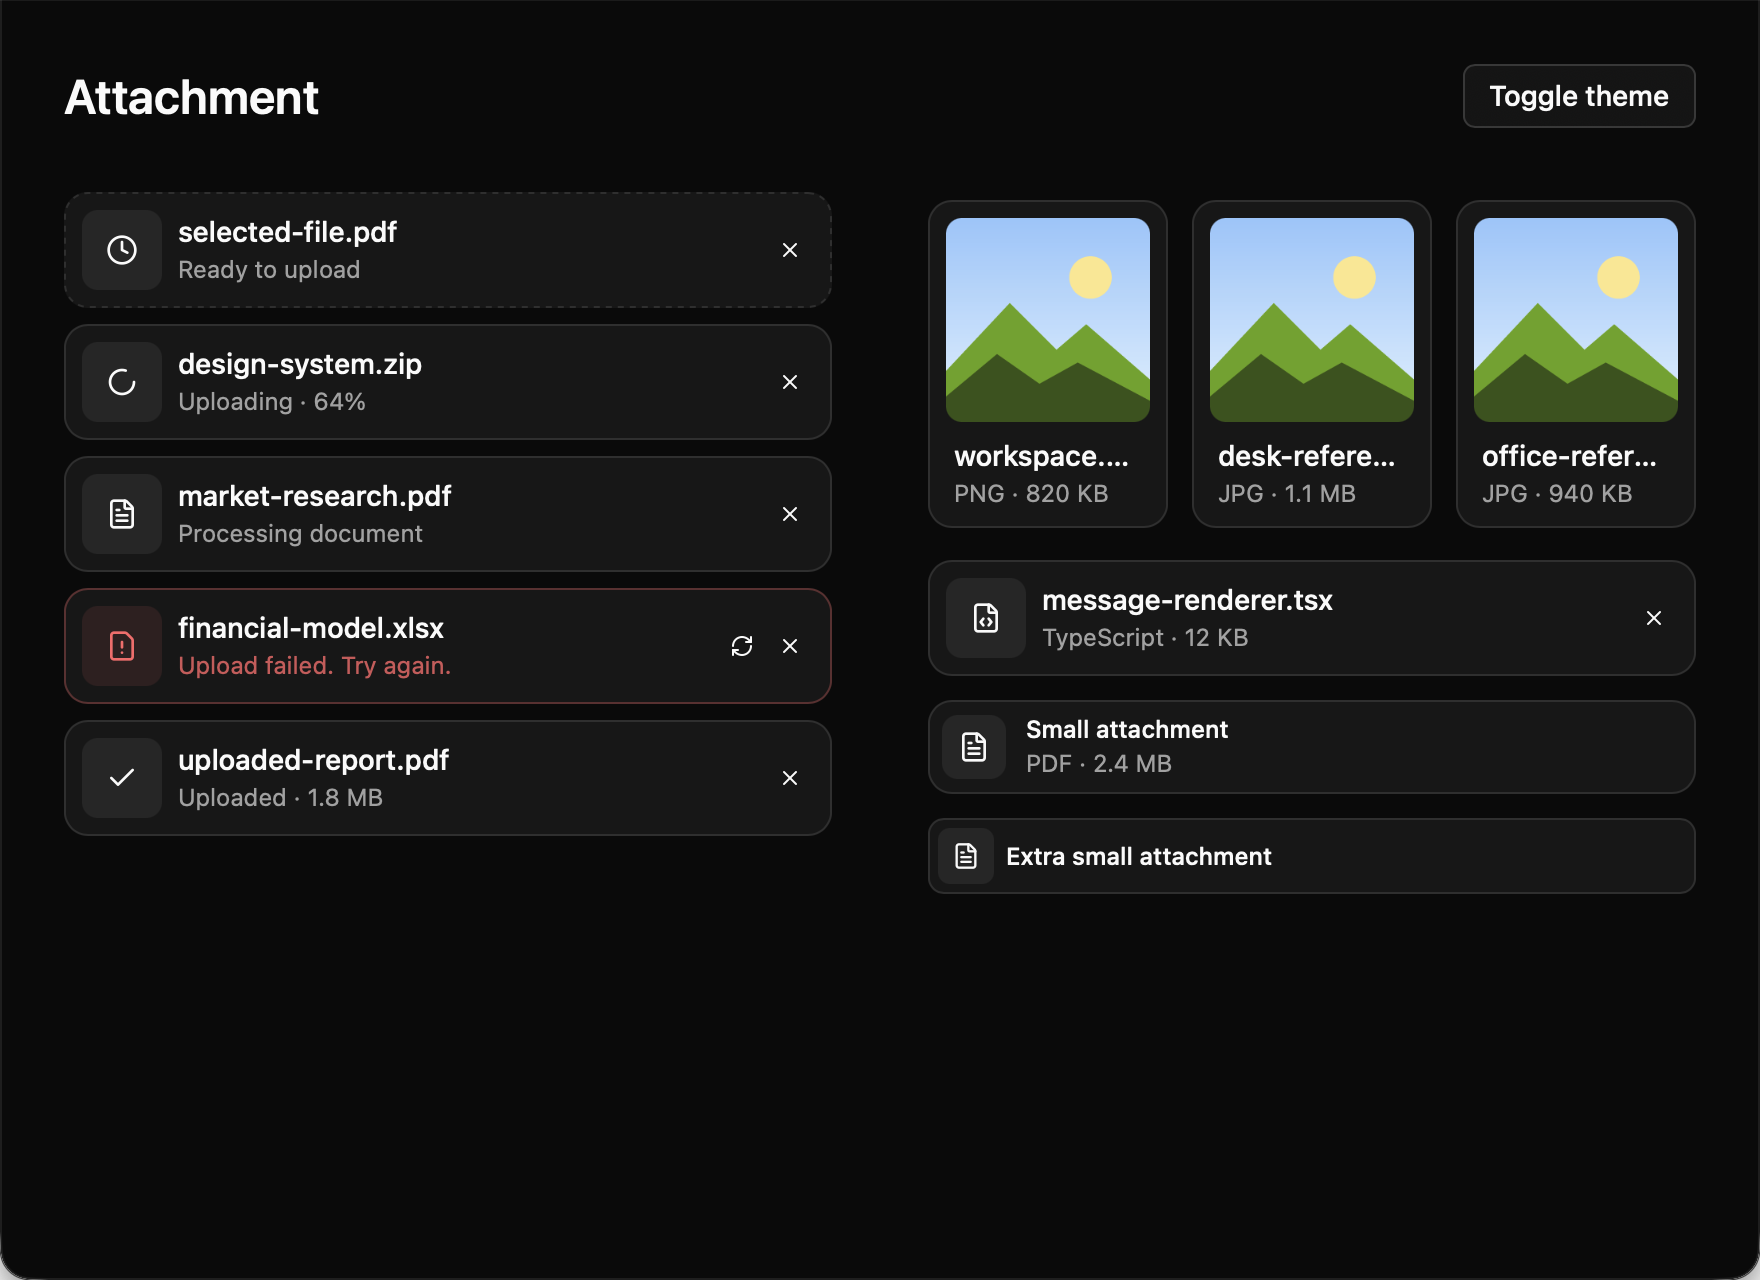 Attachment
Toggle theme
selected-file.pdf
Ready to upload
design-system.zip
Uploading · 64%
market-research.pdf
Processing document
financial-model.xlsx
Upload failed. Try again.
uploaded-report.pdf
Uploaded · 1.8 MB
workspace....
PNG · 820 KB
desk-refere...
JPG · 1.1 MB
office-refer...
JPG · 940 KB
message-renderer.tsx
TypeScript · 12 KB
Small attachment
PDF · 2.4 MB
Extra small attachment